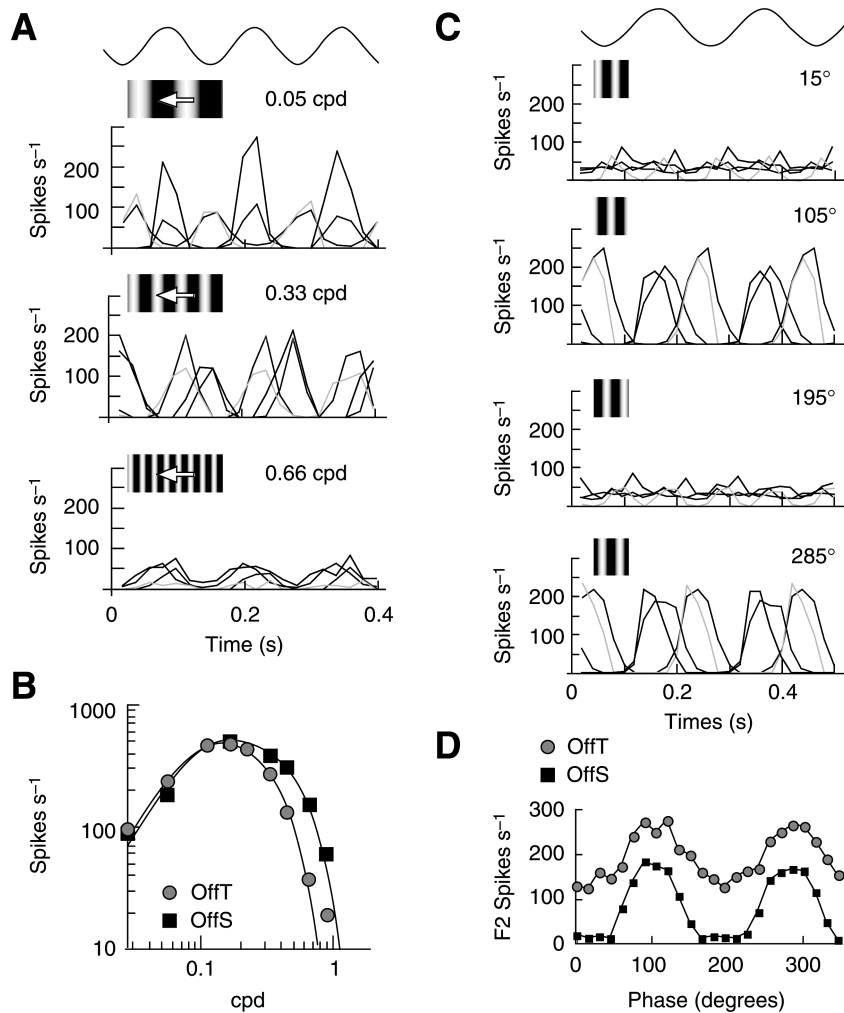 A
0.05 cpd
Spikes s⁻¹
200
100
0.33 cpd
Spikes s⁻¹
200
100
0.66 cpd
Spikes s⁻¹
200
100
0
0.2
0.4
Time (s)
B
Spikes s⁻¹
1000
100
10
OffT
OffS
0.1
1
cpd
C
15°
Spikes s⁻¹
200
100
105°
Spikes s⁻¹
200
100
195°
Spikes s⁻¹
200
100
285°
Spikes s⁻¹
200
100
0
0.2
0.4
Times (s)
D
OffT
OffS
F2 Spikes s⁻¹
300
200
100
0
0
100
200
300
Phase (degrees)